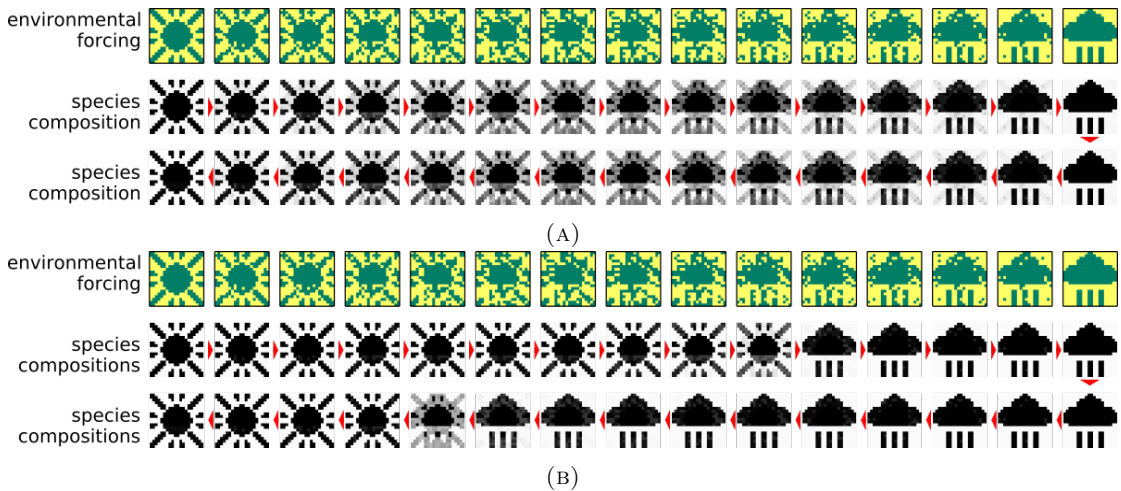 environmental
forcing
species
composition
species
composition
(A)
environmental
forcing
species
compositions
species
compositions
(B)